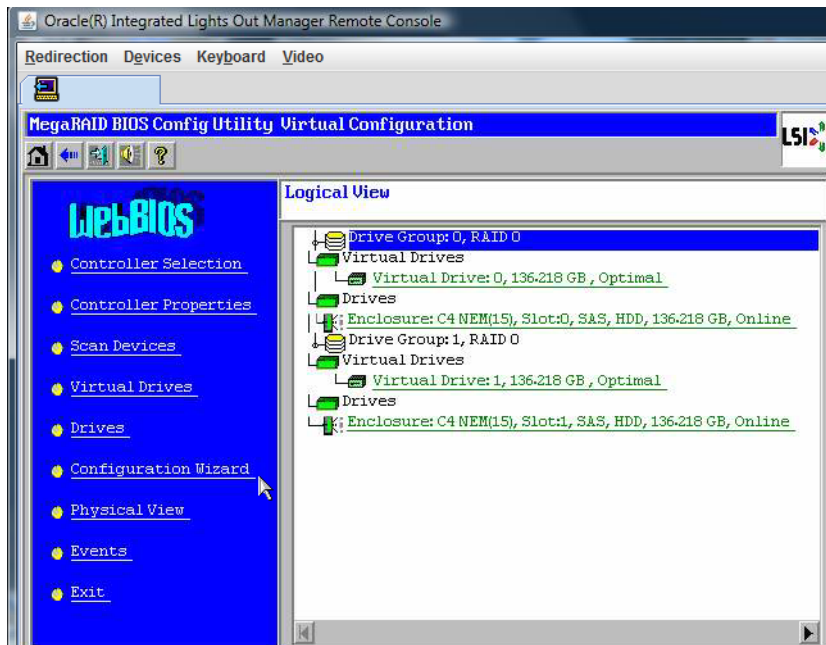 Oracle(R) Integrated Lights Out Manager Remote Console
Redirection Devices Keyboard Video
MegaRAID BIOS Config Utility Virtual Configuration
LSI
?
WebBIOS
Controller Selection
Controller Properties
Scan Devices
Virtual Drives
Drives
Configuration Wizard
Physical View
Events
Exit
Logical View
Drive Group: 0, RAID 0
Virtual Drives
Virtual Drive: 0, 136.218 GB , Optimal
Drives
Enclosure: C4 NEM(15), Slot:0, SAS, HDD, 136.218 GB, Online
Drive Group: 1, RAID 0
Virtual Drives
Virtual Drive: 1, 136.218 GB , Optimal
Drives
Enclosure: C4 NEM(15), Slot:1, SAS, HDD, 136.218 GB, Online